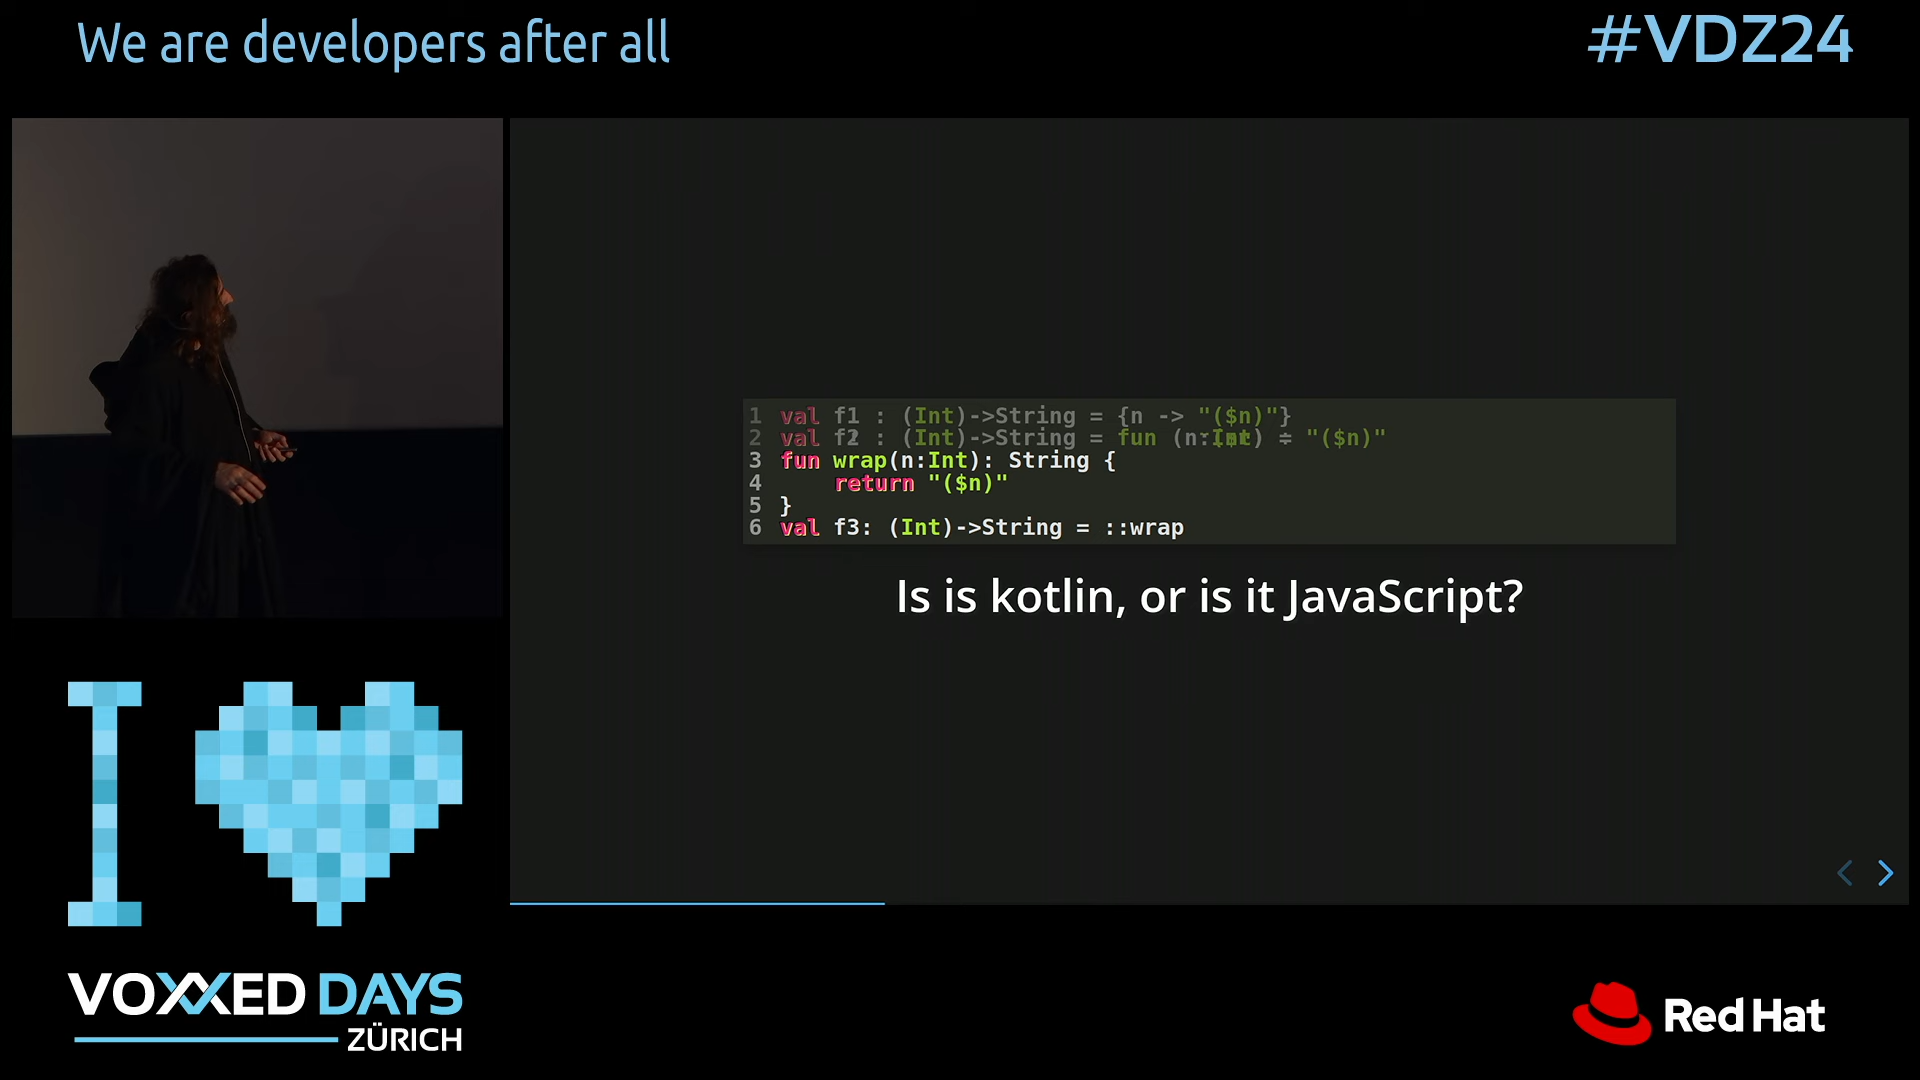 We are developers after all
#VDZ24
1 val f1 : (Int)->String = {n -> "($n)"}
2 val f2 : (Int)->String = fun (n:Int) = "($n)"
3 fun wrap(n:Int): String {
4     return "($n)"
5 }
6 val f3: (Int)->String = ::wrap
Is is kotlin, or is it JavaScript?
I
VOXXED DAYS
ZÜRICH
Red Hat